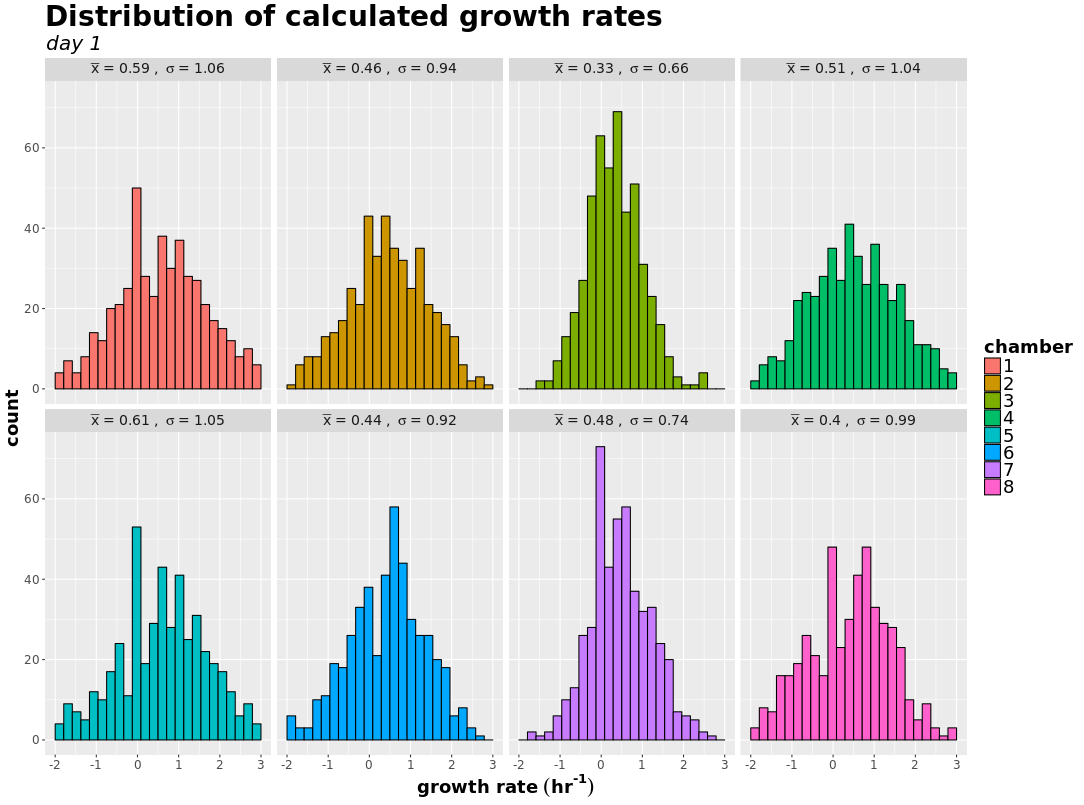 Distribution of calculated growth rates
day 1
x̅ = 0.59 , σ = 1.06
x̅ = 0.46 , σ = 0.94
x̅ = 0.33 , σ = 0.66
x̅ = 0.51 , σ = 1.04
60
40
20
0
chamber
1
2
3
4
5
6
7
8
count
x̅ = 0.61 , σ = 1.05
x̅ = 0.44 , σ = 0.92
x̅ = 0.48 , σ = 0.74
x̅ = 0.4 , σ = 0.99
60
40
20
0
-2 -1 0 1 2 3 -2 -1 0 1 2 3 -2 -1 0 1 2 3 -2 -1 0 1 2 3
growth rate (hr⁻¹)